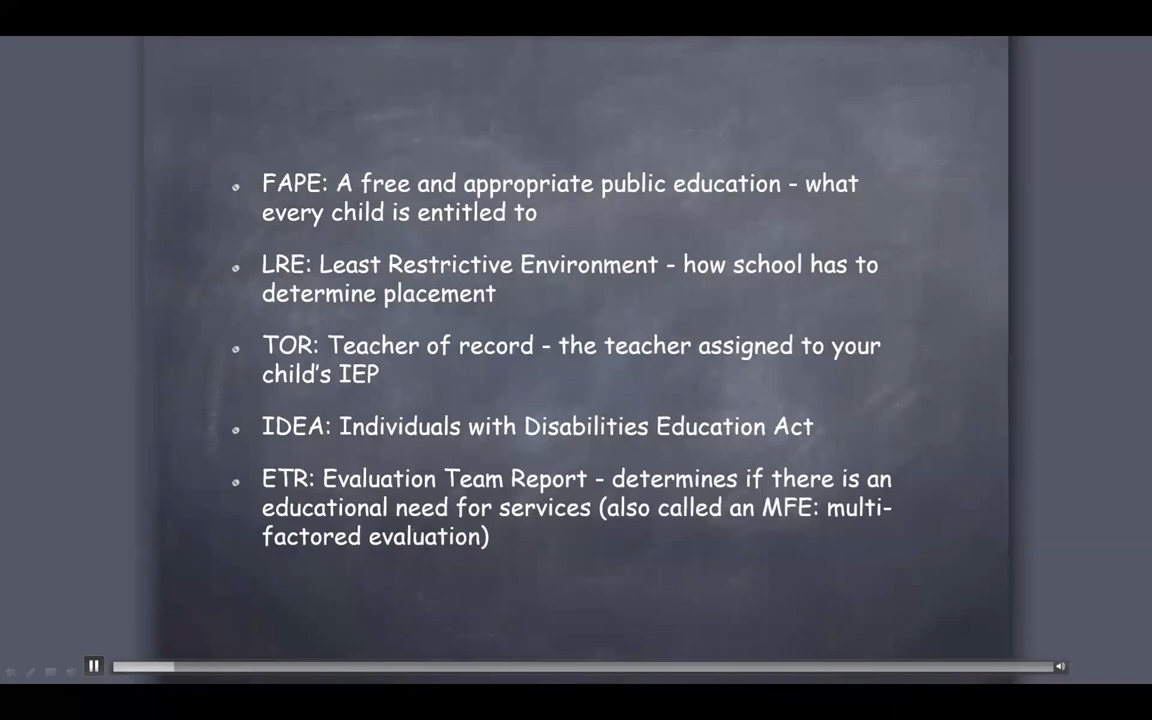 FAPE: A free and appropriate public education - what
every child is entitled to
LRE: Least Restrictive Environment - how school has to
determine placement
TOR: Teacher of record - the teacher assigned to your
child's IEP
IDEA: Individuals with Disabilities Education Act
ETR: Evaluation Team Report - determines if there is an
educational need for services (also called an MFE: multi-
factored evaluation)